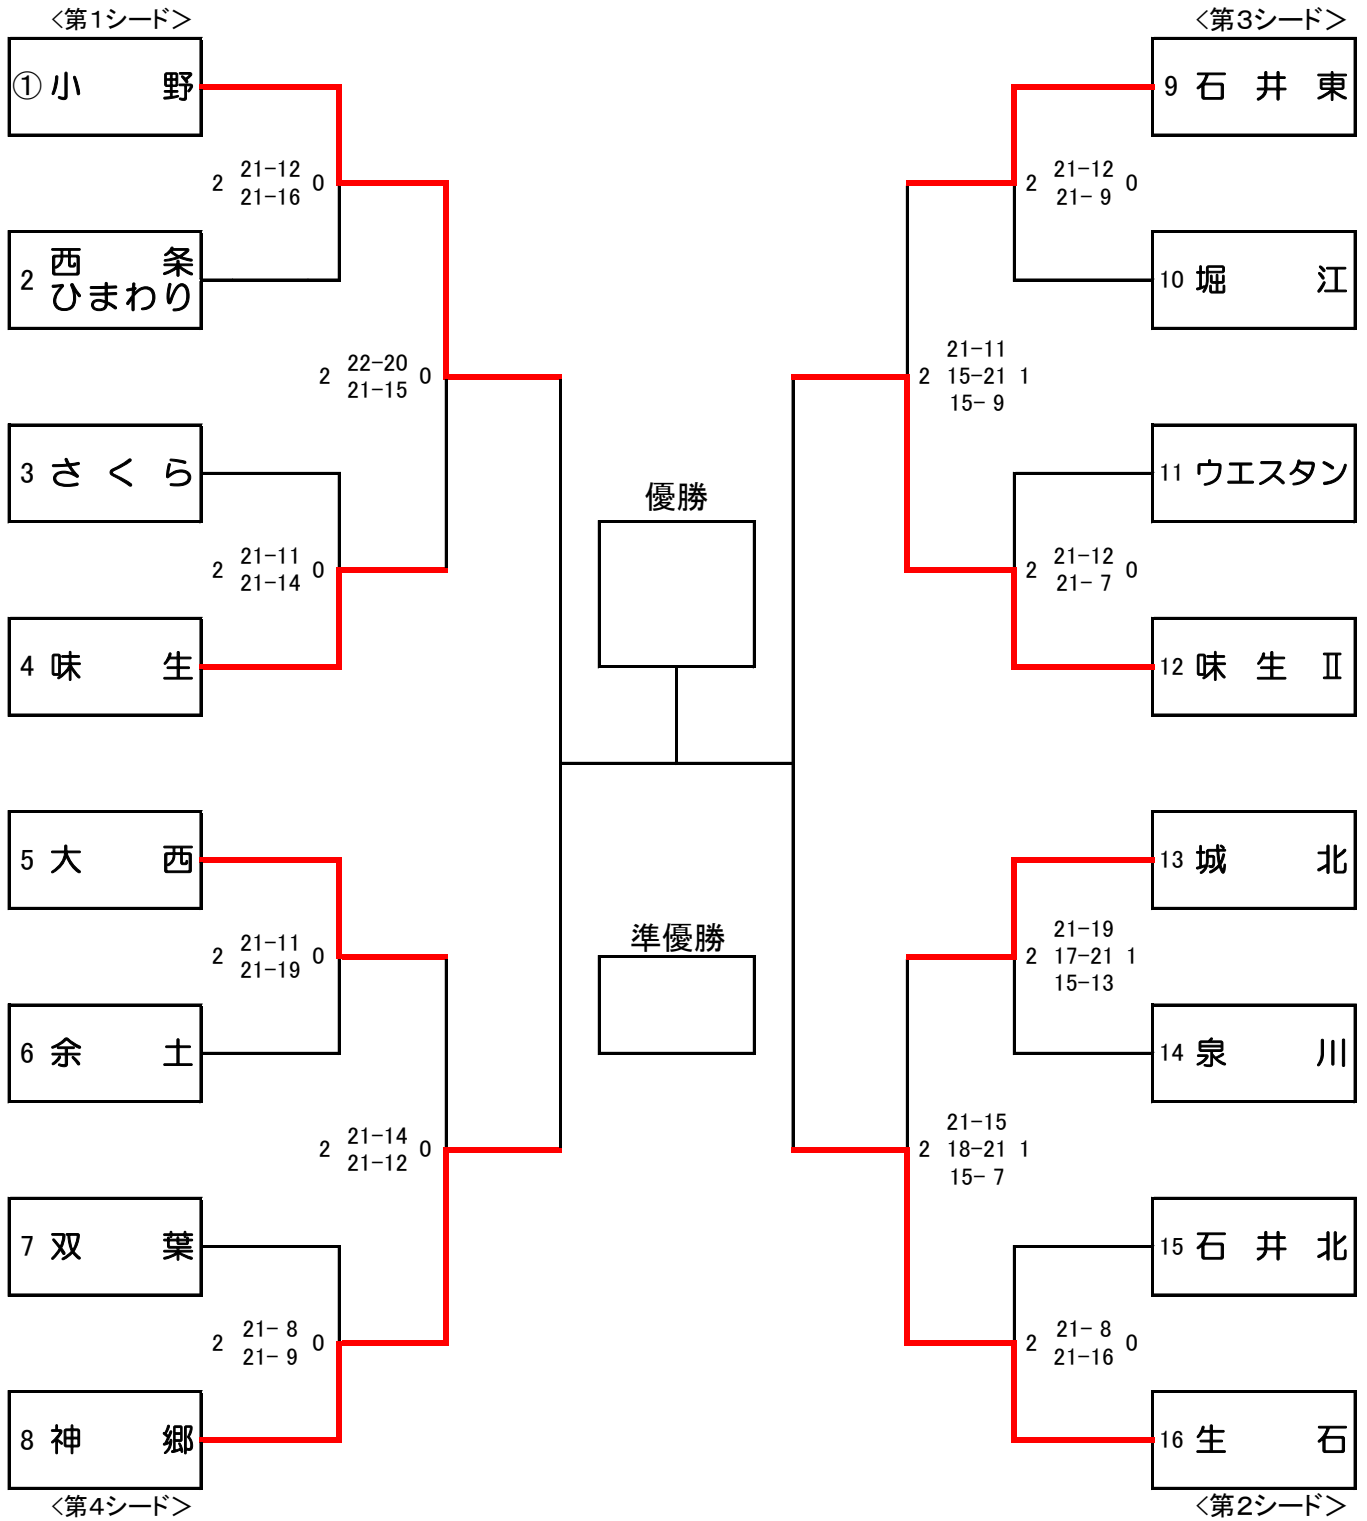 ＜第1シード＞
① 小野
2 21-12 0
21-16
2 西条
ひまわり
2 22-20 0
21-15
3 さくら
2 21-11 0
21-14
4 味生
5 大西
2 21-11 0
21-19
6 余土
2 21-14 0
21-12
7 双葉
2 21- 8 0
21- 9
8 神郷
＜第4シード＞
優勝
準優勝
＜第3シード＞
9 石井東
2 21-12 0
21- 9
10 堀江
21-11
2 15-21 1
15- 9
11 ウエスタン
2 21-12 0
21- 7
12 味生Ⅱ
13 城北
21-19
2 17-21 1
15-13
14 泉川
21-15
2 18-21 1
15- 7
15 石井北
2 21- 8 0
21-16
16 生石
＜第2シード＞